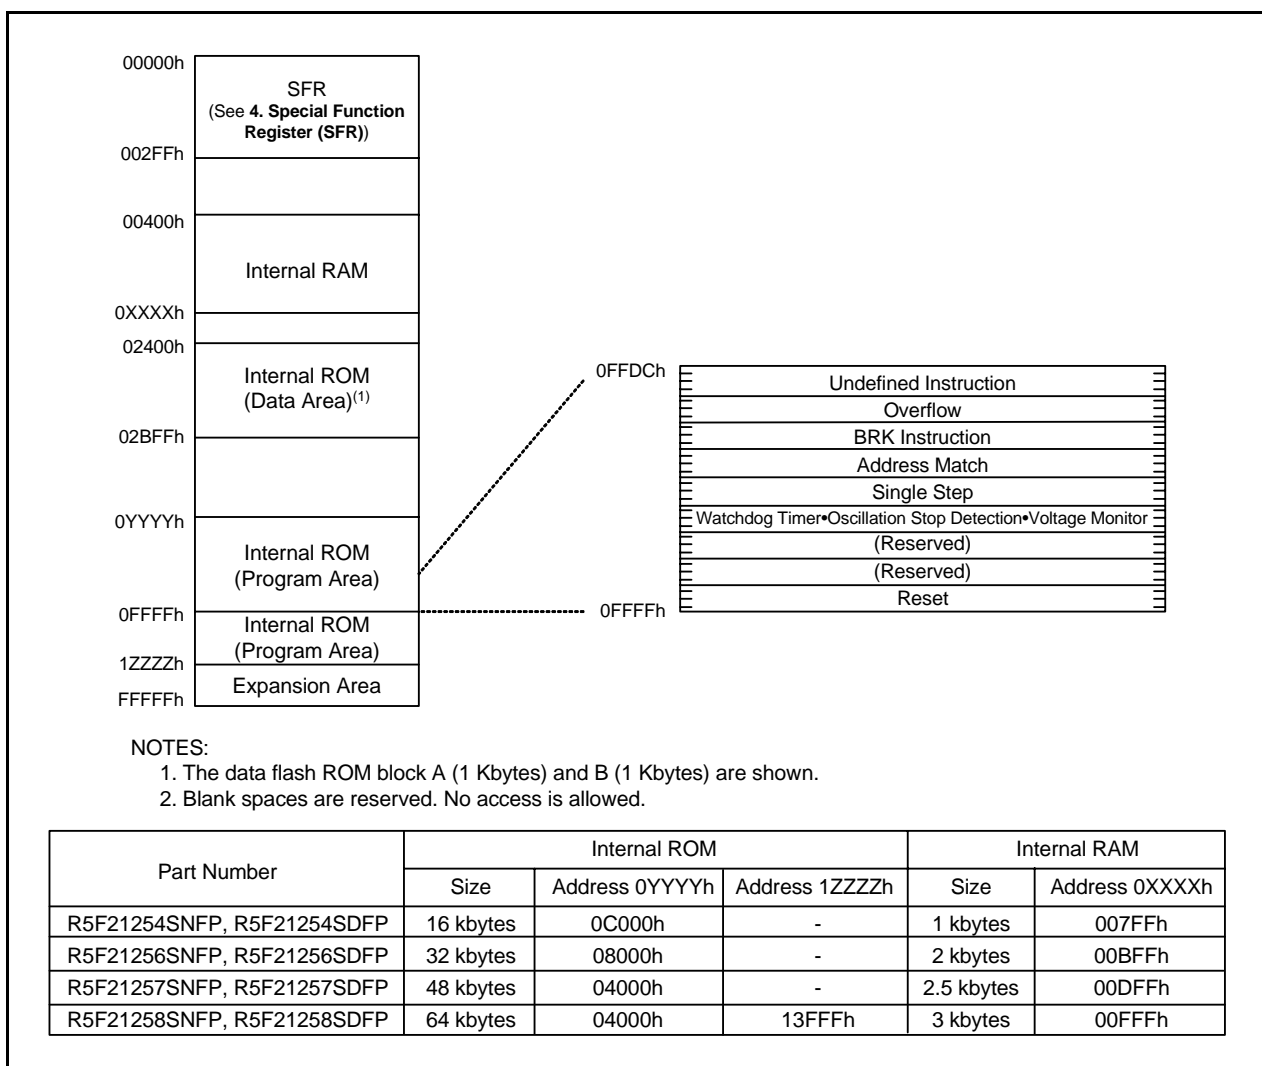 00000h
SFR
(See 4. Special Function
Register (SFR))
002FFh
00400h
Internal RAM
0XXXXh
02400h
Internal ROM
(Data Area)(1)
02BFFh
0YYYYh
Internal ROM
(Program Area)
0FFFFh
Internal ROM
(Program Area)
1ZZZZh
Expansion Area
FFFFFh
0FFDCh
Undefined Instruction
Overflow
BRK Instruction
Address Match
Single Step
Watchdog Timer•Oscillation Stop Detection•Voltage Monitor
(Reserved)
(Reserved)
Reset
0FFFFh
NOTES:
1. The data flash ROM block A (1 Kbytes) and B (1 Kbytes) are shown.
2. Blank spaces are reserved. No access is allowed.
Part Number Internal ROM Internal RAM
Size Address 0YYYYh Address 1ZZZZh Size Address 0XXXXh
R5F21254SNFP, R5F21254SDFP 16 kbytes 0C000h - 1 kbytes 007FFh
R5F21256SNFP, R5F21256SDFP 32 kbytes 08000h - 2 kbytes 00BFFh
R5F21257SNFP, R5F21257SDFP 48 kbytes 04000h - 2.5 kbytes 00DFFh
R5F21258SNFP, R5F21258SDFP 64 kbytes 04000h 13FFFh 3 kbytes 00FFFh